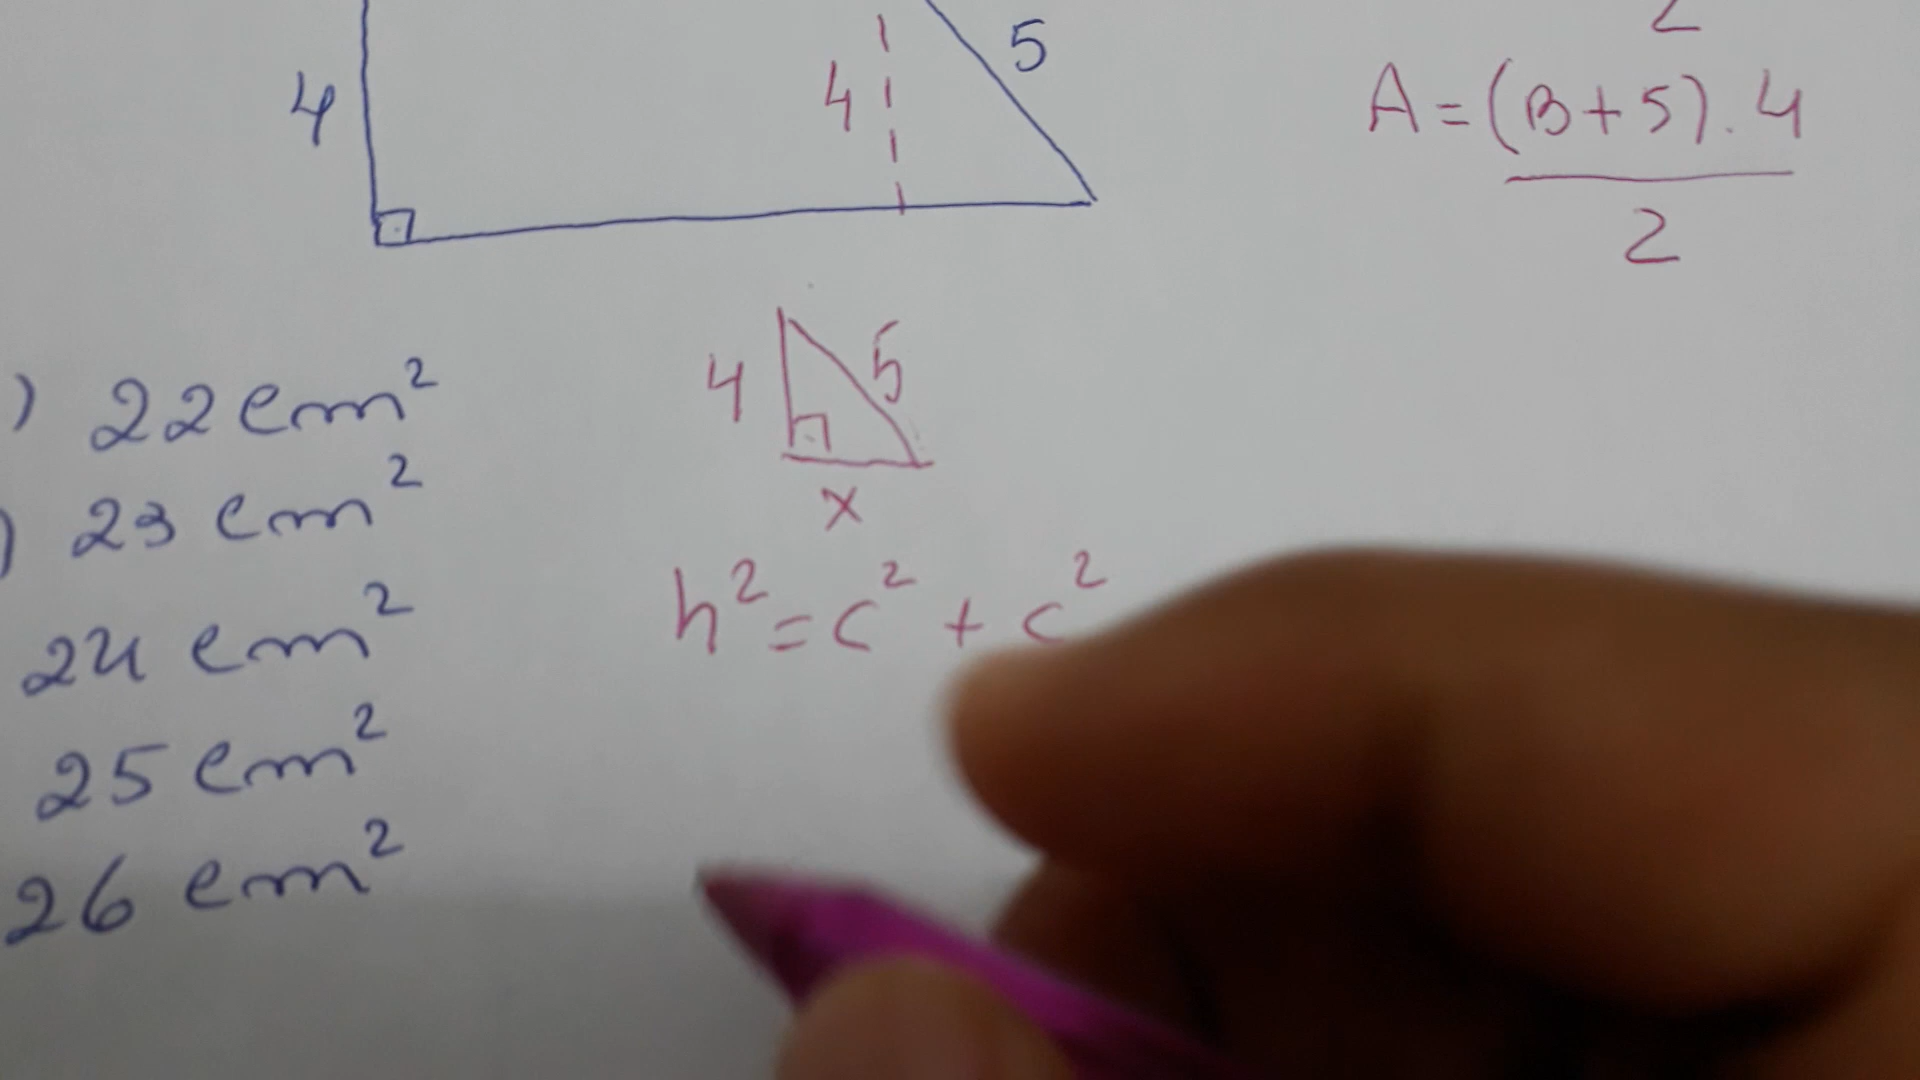 5
4
4
A = (B + 5) . 4
2
) 22 cm²
) 23 cm²
24 cm²
25 cm²
26 cm²
4
5
x
h² = c² + c²